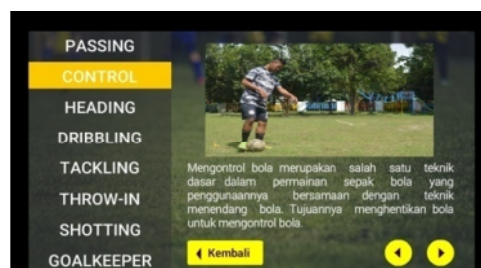 PASSING
CONTROL
HEADING
DRIBBLING
TACKLING
THROW-IN
SHOTTING
GOALKEEPER
Mengontrol bola merupakan salah satu teknik
dasar dalam permainan sepak bola yang
penggunaannya bersamaan dengan teknik
menendang bola. Tujuannya menghentikan bola
untuk mengontrol bola.
Kembali